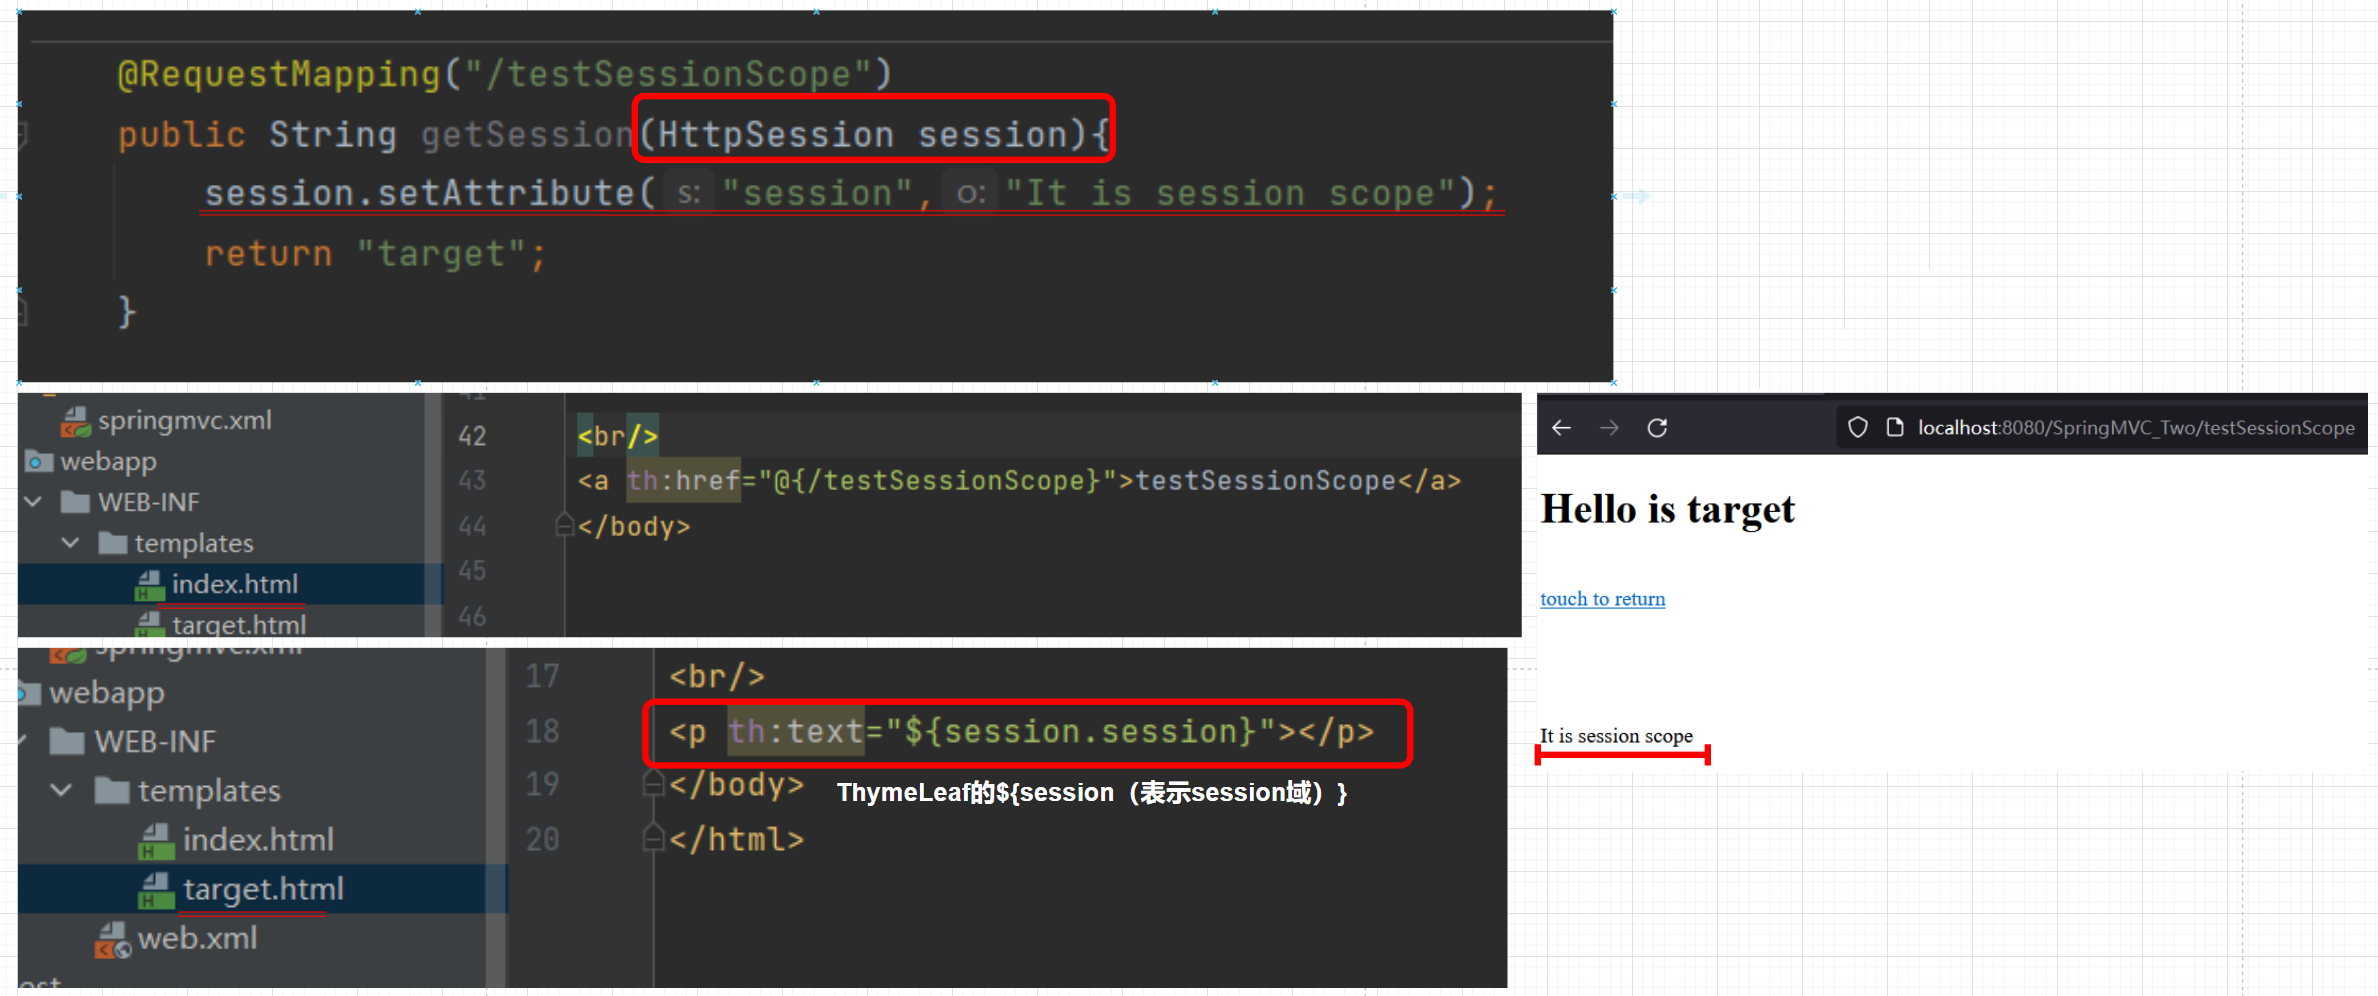 @RequestMapping("/testSessionScope")
public String getSession(HttpSession session){
session.setAttribute( s: "session", o: "It is session scope");
return "target";
}
springmvc.xml
webapp
WEB-INF
templates
index.html
target.html
41
42 <br/>
43 <a th:href="@{/testSessionScope}">testSessionScope</a>
44 </body>
45
46
localhost:8080/SpringMVC_Two/testSessionScope
Hello is target
touch to return
It is session scope
springmvc.xml
webapp
WEB-INF
templates
index.html
target.html
web.xml
17 <br/>
18 <p th:text="${session.session}"></p>
19 </body>
20 </html>
ThymeLeaf的${session（表示session域）}